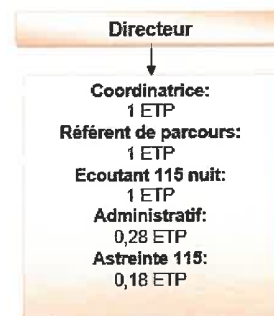 Directeur
Coordinatrice:
1 ETP
Référent de parcours:
1 ETP
Ecoutant 115 nuit:
1 ETP
Administratif:
0,28 ETP
Astreinte 115:
0,18 ETP